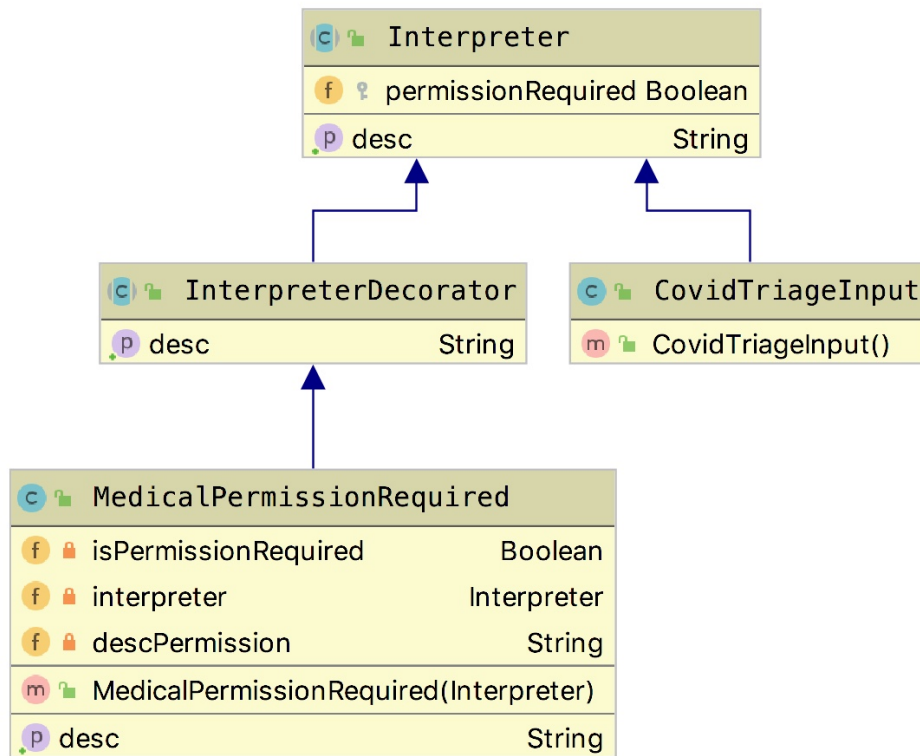 Interpreter
permissionRequired Boolean
desc String
InterpreterDecorator
desc String
CovidTriageInput
CovidTriageInput()
MedicalPermissionRequired
isPermissionRequired Boolean
interpreter Interpreter
descPermission String
MedicalPermissionRequired(Interpreter)
desc String